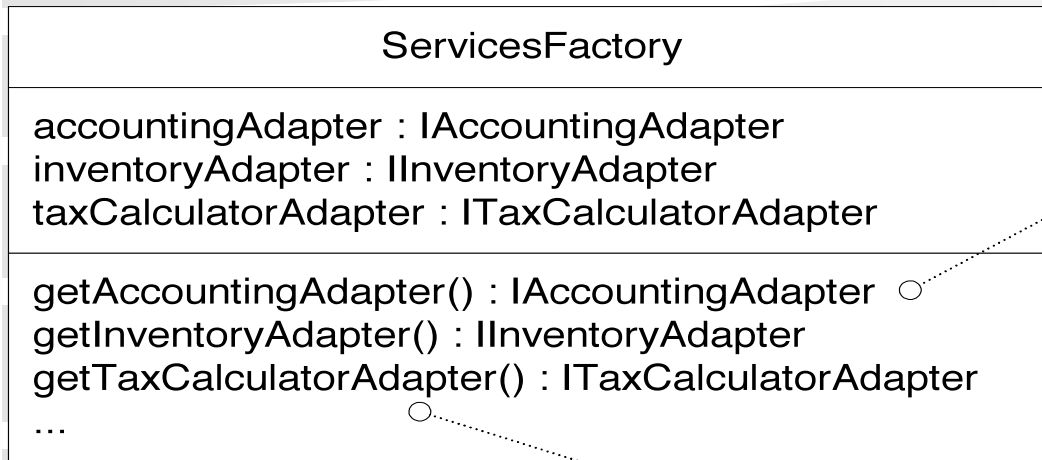 ServicesFactory
accountingAdapter : IAccountingAdapter
inventoryAdapter : IInventoryAdapter
taxCalculatorAdapter : ITaxCalculatorAdapter
getAccountingAdapter() : IAccountingAdapter
getInventoryAdapter() : IInventoryAdapter
getTaxCalculatorAdapter() : ITaxCalculatorAdapter
...